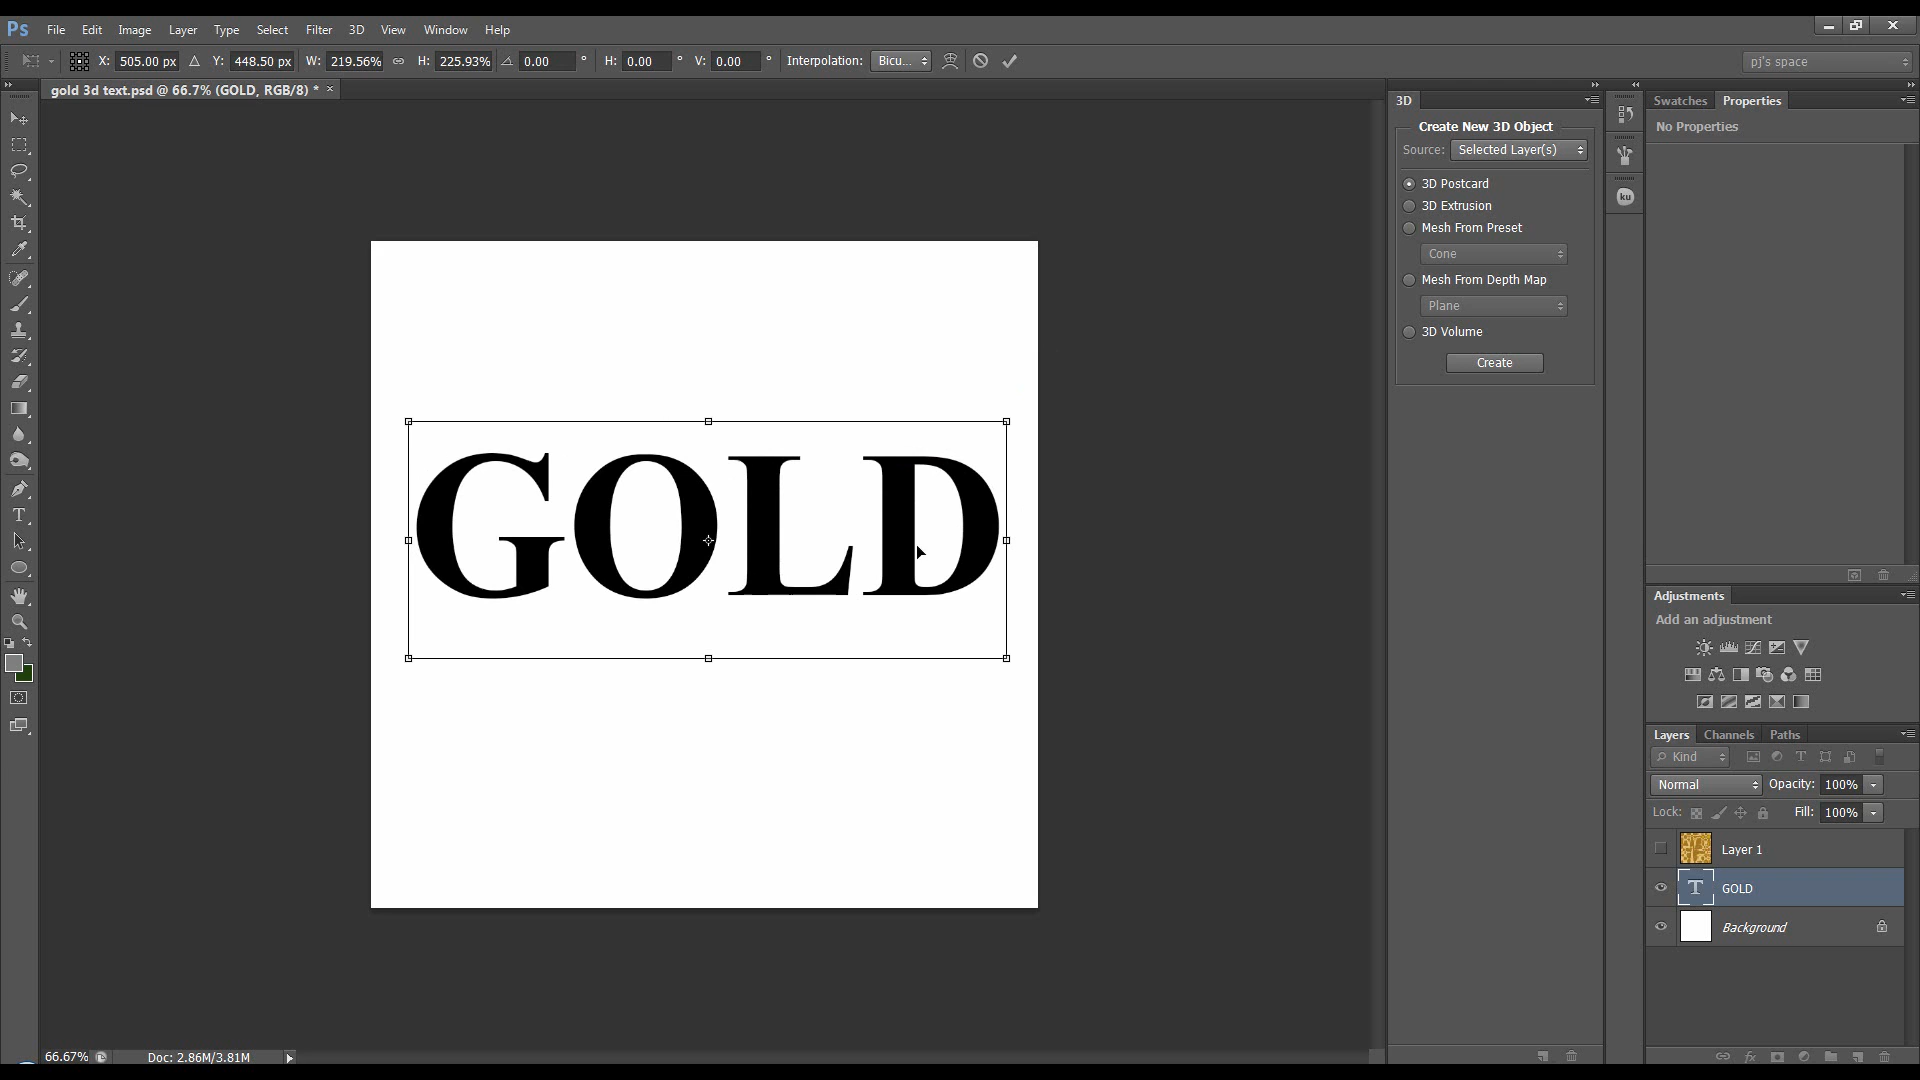 Ps File Edit Image Layer Type Select Filter 3D View Window Help
X: 505.00 px Y: 448.50 px W: 219.56% H: 225.93% 0.00 ° H: 0.00 ° V: 0.00 ° Interpolation: Bicu... pj's space
gold 3d text.psd @ 66.7% (GOLD, RGB/8) * ×
3D
Create New 3D Object
Source: Selected Layer(s)
3D Postcard
3D Extrusion
Mesh From Preset
Cone
Mesh From Depth Map
Plane
3D Volume
Create
ku
Swatches Properties
No Properties
GOLD
Adjustments
Add an adjustment
Layers Channels Paths
Kind
Normal Opacity: 100%
Lock: Fill: 100%
Layer 1
GOLD
Background
66.67% Doc: 2.86M/3.81M